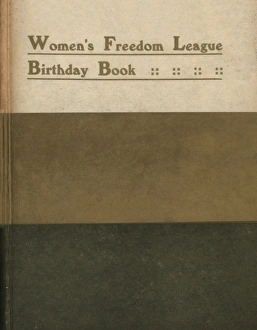 Women's Freedom League
Birthday Book :: :: :: ::